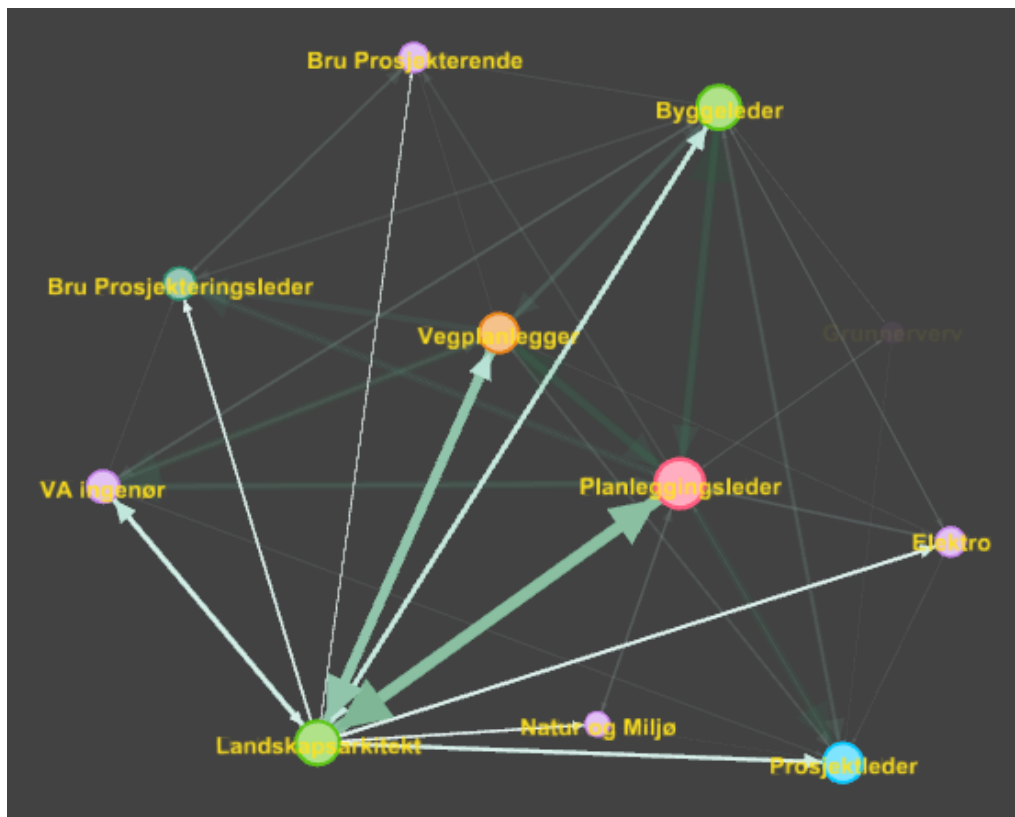 Bru Prosjekterende
Byggeleder
Bru Prosjekteringsleder
Vegplanlegger
Grunnerverv
VA ingenør
Planleggingsleder
Elektro
Natur og Miljø
Landskapsarkitekt
Prosjektleder